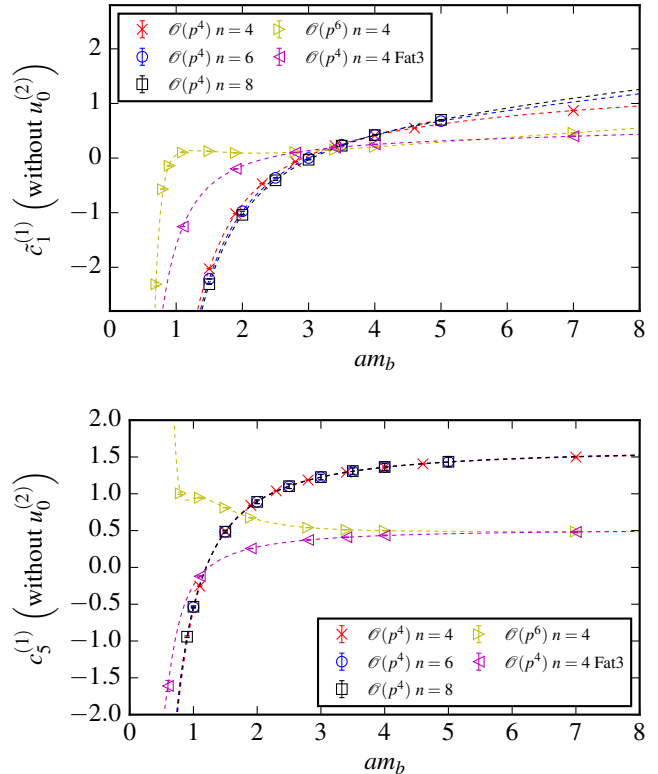 𝒪(p⁴) n = 4
𝒪(p⁴) n = 6
𝒪(p⁴) n = 8
𝒪(p⁶) n = 4
𝒪(p⁴) n = 4 Fat3
2
1
0
−1
−2
c̃₁⁽¹⁾ (without u₀⁽²⁾)
0 1 2 3 4 5 6 7 8
am_b
2.0
1.5
1.0
0.5
0.0
−0.5
−1.0
−1.5
−2.0
c₅⁽¹⁾ (without u₀⁽²⁾)
𝒪(p⁴) n = 4
𝒪(p⁴) n = 6
𝒪(p⁴) n = 8
𝒪(p⁶) n = 4
𝒪(p⁴) n = 4 Fat3
0 1 2 3 4 5 6 7 8
am_b